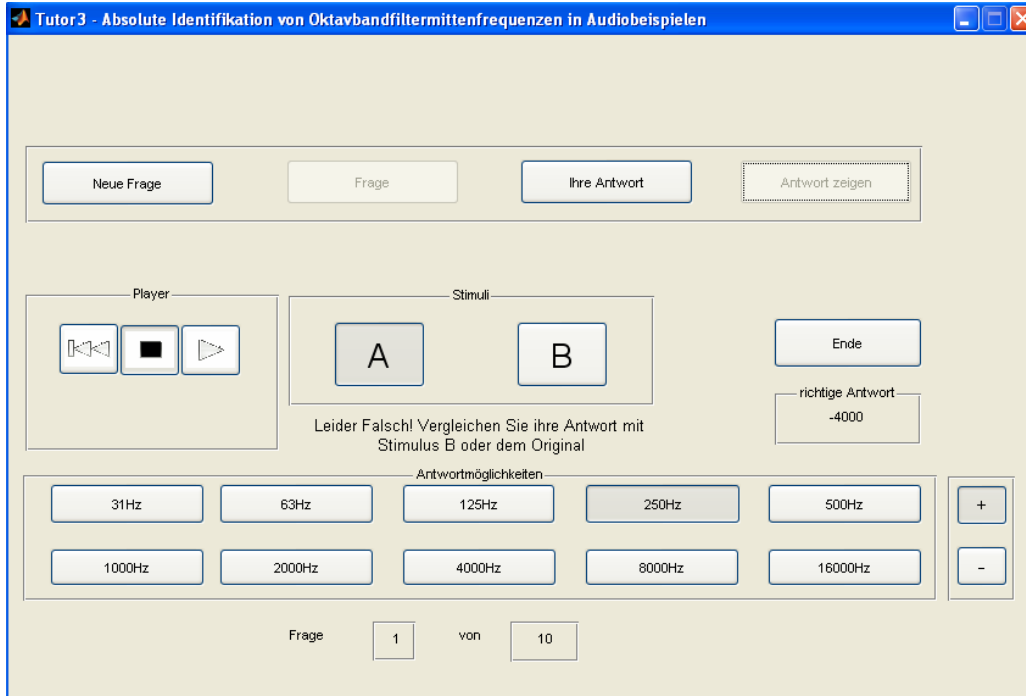 Tutor3 - Absolute Identifikation von Oktavbandfiltermittenfrequenzen in Audiobeispielen
Neue Frage
Frage
Ihre Antwort
Antwort zeigen
Player
Stimuli
A
B
Ende
richtige Antwort
-4000
Leider Falsch! Vergleichen Sie ihre Antwort mit
Stimulus B oder dem Original
Antwortmöglichkeiten
31Hz
63Hz
125Hz
250Hz
500Hz
+
1000Hz
2000Hz
4000Hz
8000Hz
16000Hz
-
Frage
1
von
10